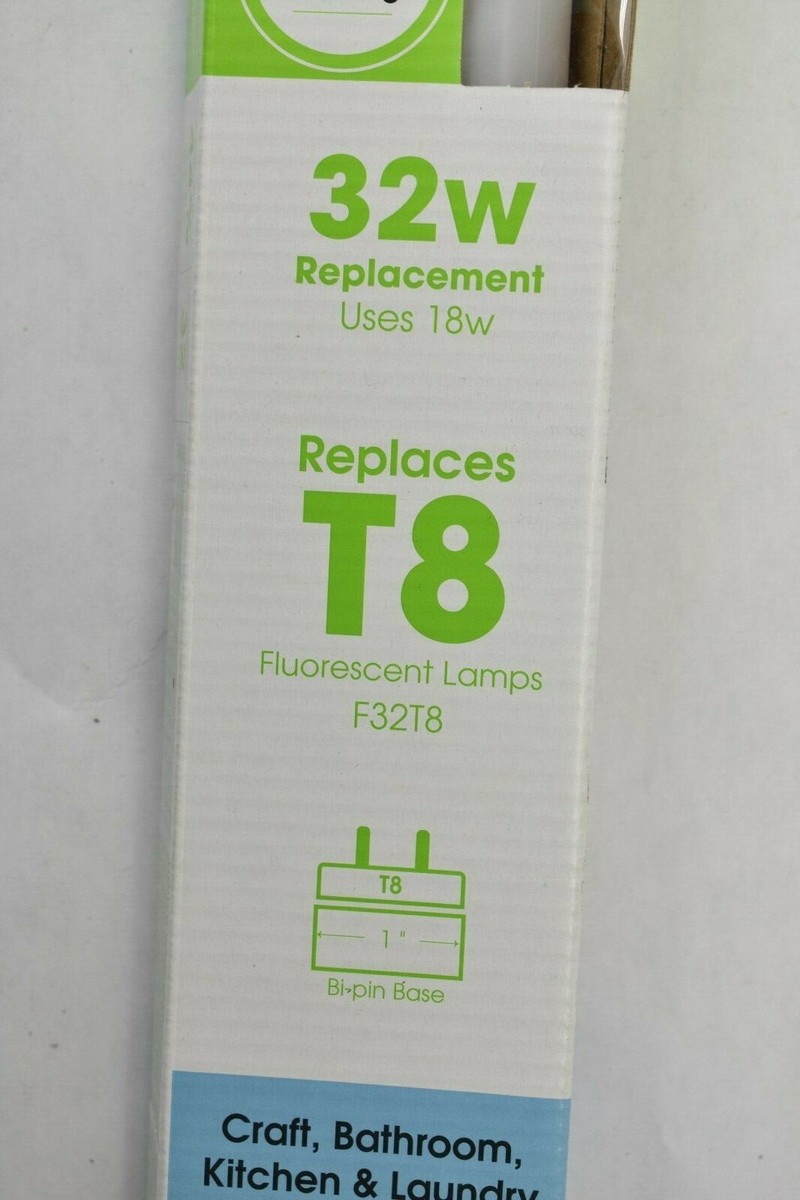 32w
Replacement
Uses 18w
Replaces
T8
Fluorescent Lamps
F32T8
T8
1"
Bi-pin Base
Craft, Bathroom,
Kitchen & Laundry